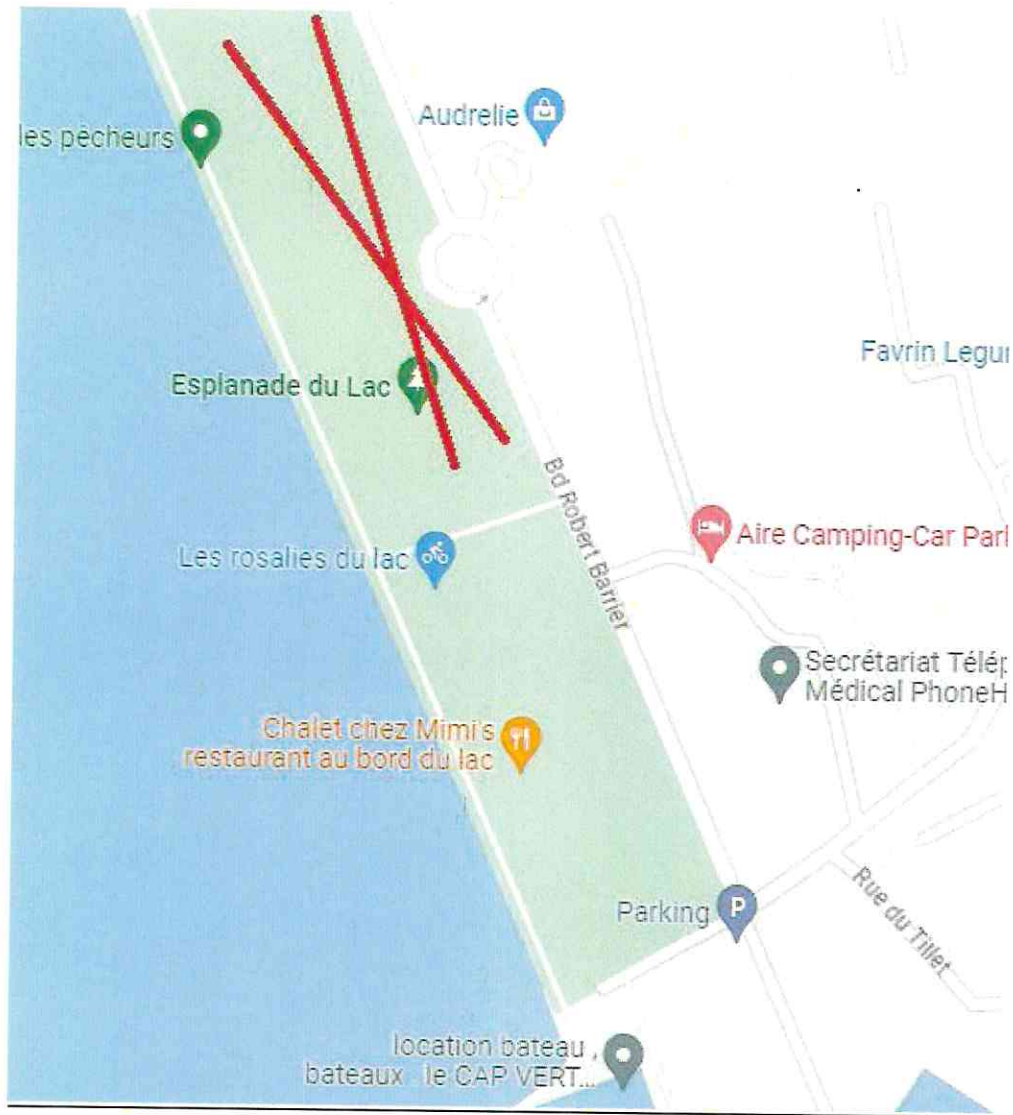 Audrelie
les pêcheurs
Favrin Legu
Esplanade du Lac
Bd Robert Barrier
Aire Camping-Car Parl
Les rosalies du lac
Secrétariat Télép
Médical PhoneH
Chalet chez Mimi's
restaurant au bord du lac
Parking
P
Rue du Tillet
location bateau ,
bateaux le CAP VERT...